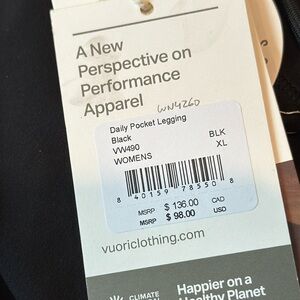 A New
Perspective on
Performance
Apparel
WN4260
Daily Pocket Legging
Black BLK
VW490 XL
WOMENS
8 40159 78550 8
MSRP $ 136.00 CAD
MSRP $ 98.00 USD
vuoriclothing.com
CLIMATE
Happier on a
Healthy Planet